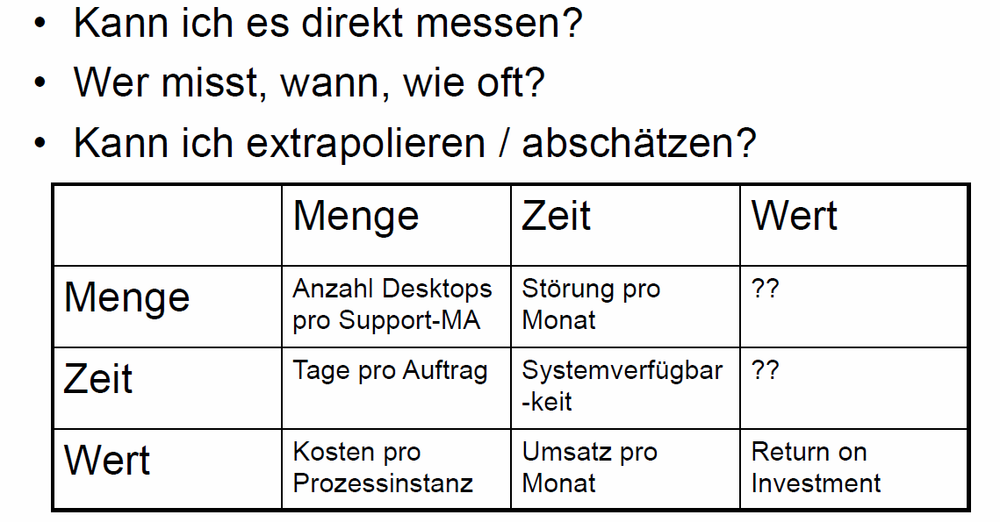 • Kann ich es direkt messen?
• Wer misst, wann, wie oft?
• Kann ich extrapolieren / abschätzen?
Menge Zeit Wert
Menge Anzahl Desktops Störung pro ??
pro Support-MA Monat
Zeit Tage pro Auftrag Systemverfügbar ??
-keit
Wert Kosten pro Umsatz pro Return on
Prozessinstanz Monat Investment